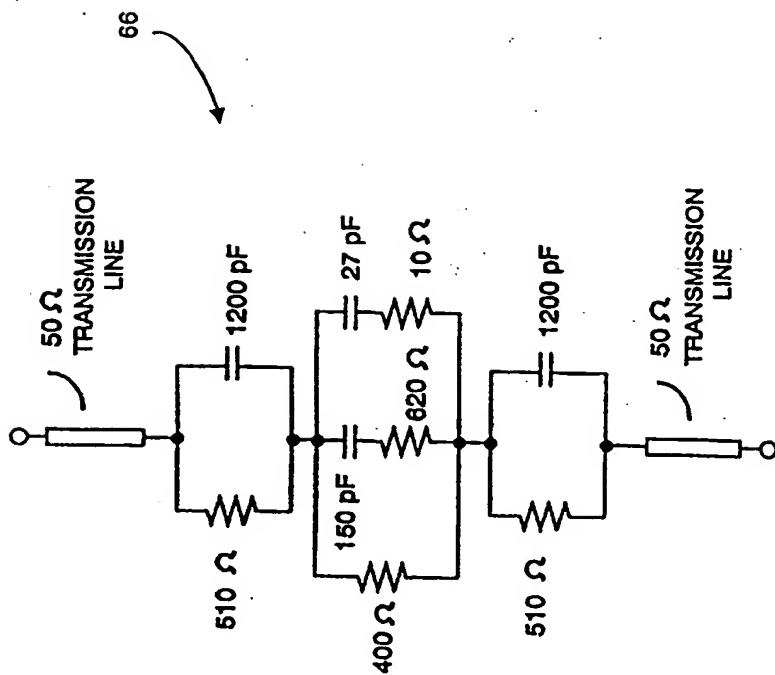 66
50 Ω
TRANSMISSION
LINE
510 Ω
1200 pF
400 Ω
150 pF
620 Ω
27 pF
10 Ω
510 Ω
1200 pF
50 Ω
TRANSMISSION
LINE